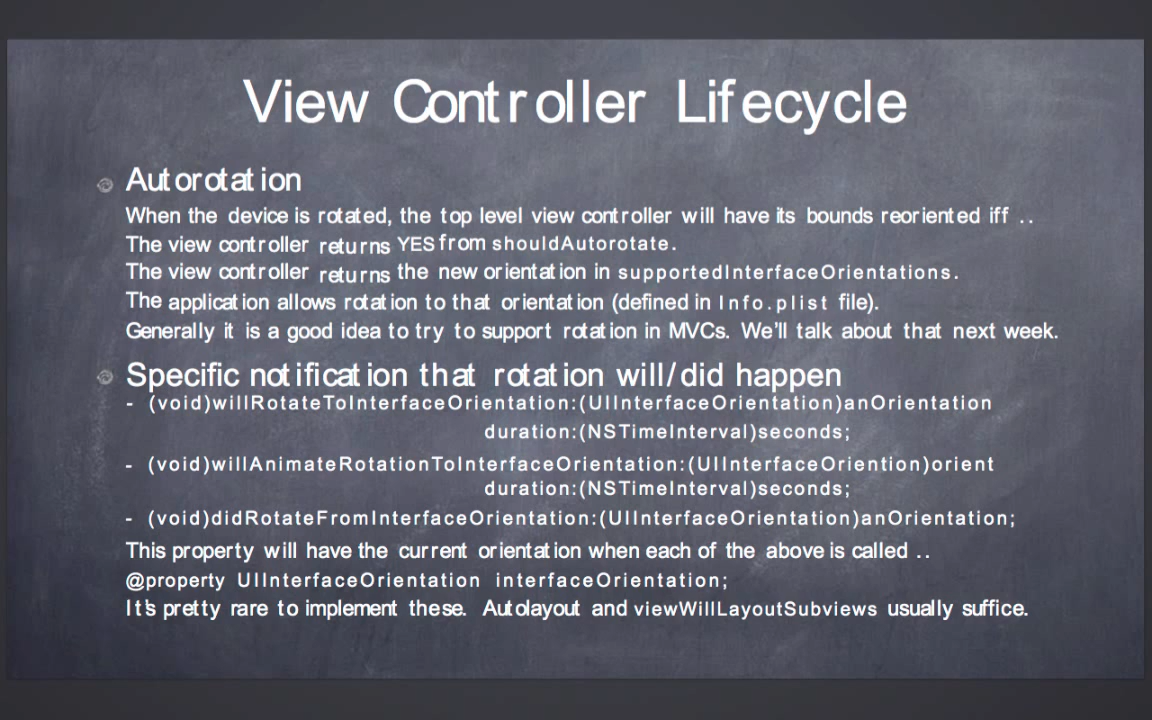 View Controller Lifecycle
Autorotation
When the device is rotated, the top level view controller will have its bounds reoriented iff ..
The view controller returns YES from shouldAutorotate.
The view controller returns the new orientation in supportedInterfaceOrientations.
The application allows rotation to that orientation (defined in Info.plist file).
Generally it is a good idea to try to support rotation in MVCs. We'll talk about that next week.
Specific notification that rotation will/did happen
- (void)willRotateToInterfaceOrientation:(UIInterfaceOrientation)anOrientation
duration:(NSTimeInterval)seconds;
- (void)willAnimateRotationToInterfaceOrientation:(UIInterfaceOriention)orient
duration:(NSTimeInterval)seconds;
- (void)didRotateFromInterfaceOrientation:(UIInterfaceOrientation)anOrientation;
This property will have the current orientation when each of the above is called ..
@property UIInterfaceOrientation interfaceOrientation;
It's pretty rare to implement these. Autolayout and viewWillLayoutSubviews usually suffice.